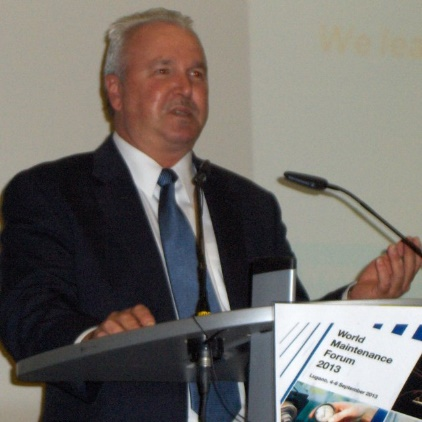 We lea
World
Maintenance
Forum
2013
Lugano, 4-6 September 2013